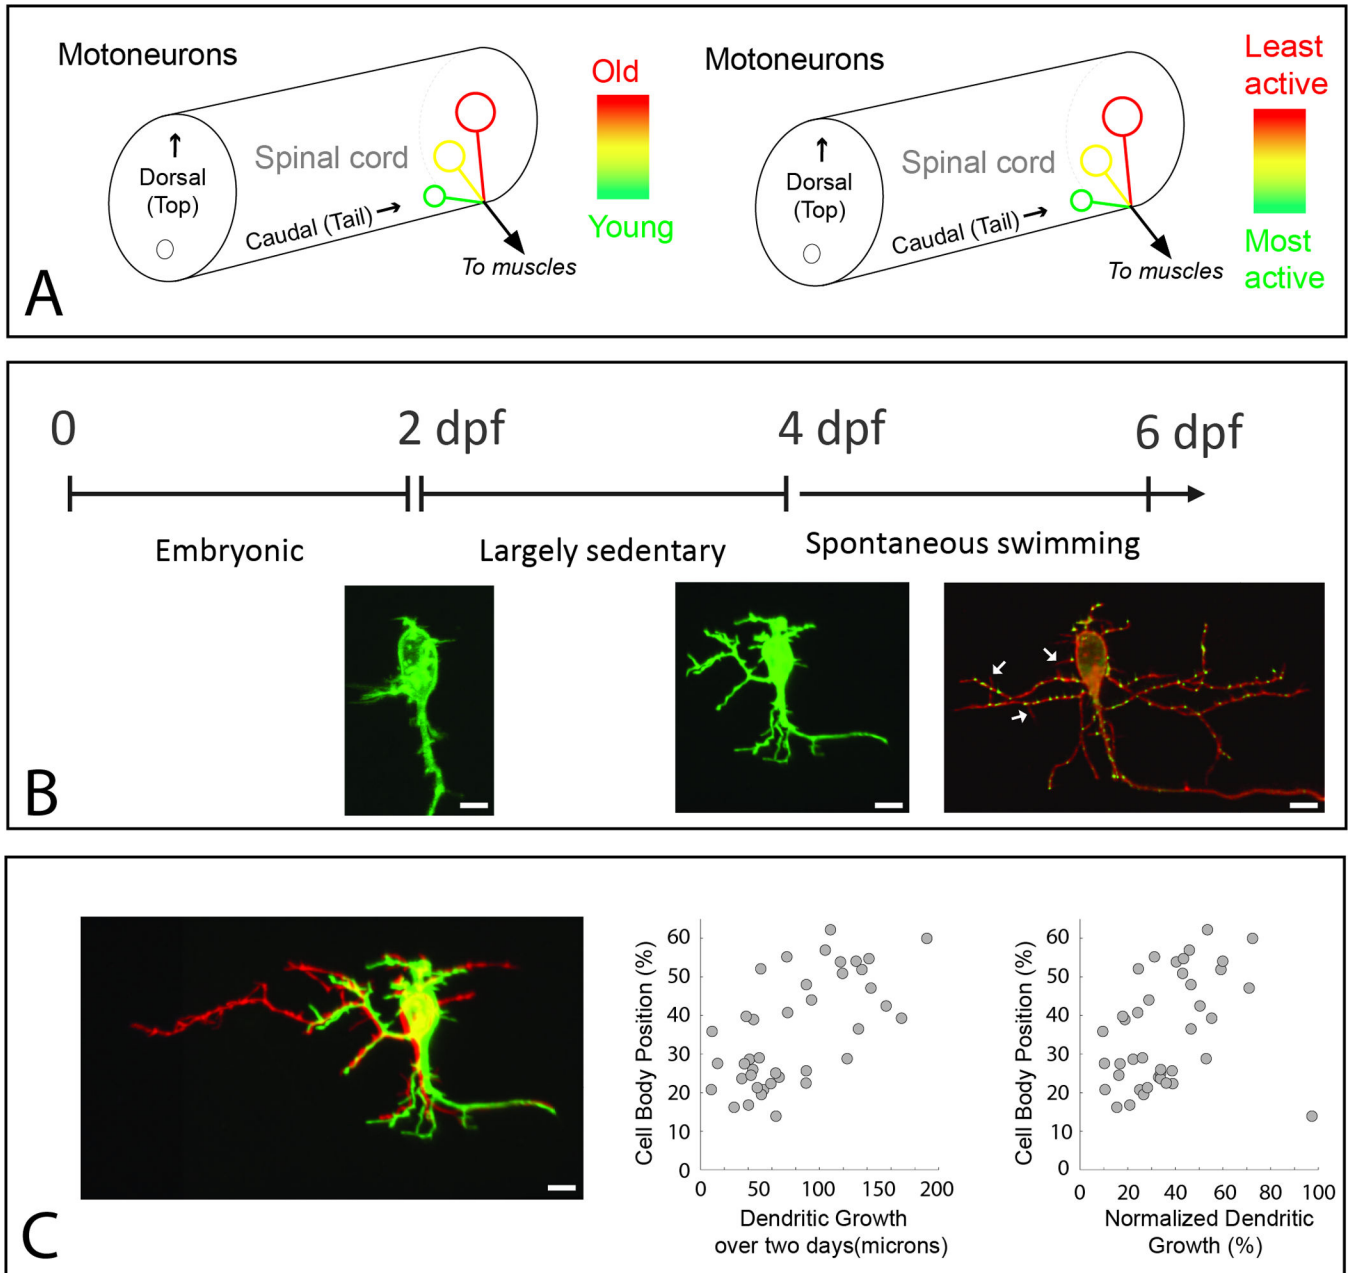 Motoneurons
Old
Spinal cord
Dorsal
(Top)
Young
Caudal (Tail) →
To muscles
Motoneurons
Least
active
Spinal cord
Dorsal
(Top)
Most
active
Caudal (Tail) →
To muscles
A
0
2 dpf
4 dpf
6 dpf
Embryonic
Largely sedentary
Spontaneous swimming
B
Cell Body Position (%)
60
50
40
30
20
10
0
0
50
100
150
200
Dendritic Growth
over two days(microns)
Cell Body Position (%)
60
50
40
30
20
10
0
0
20
40
60
80
100
Normalized Dendritic
Growth (%)
C